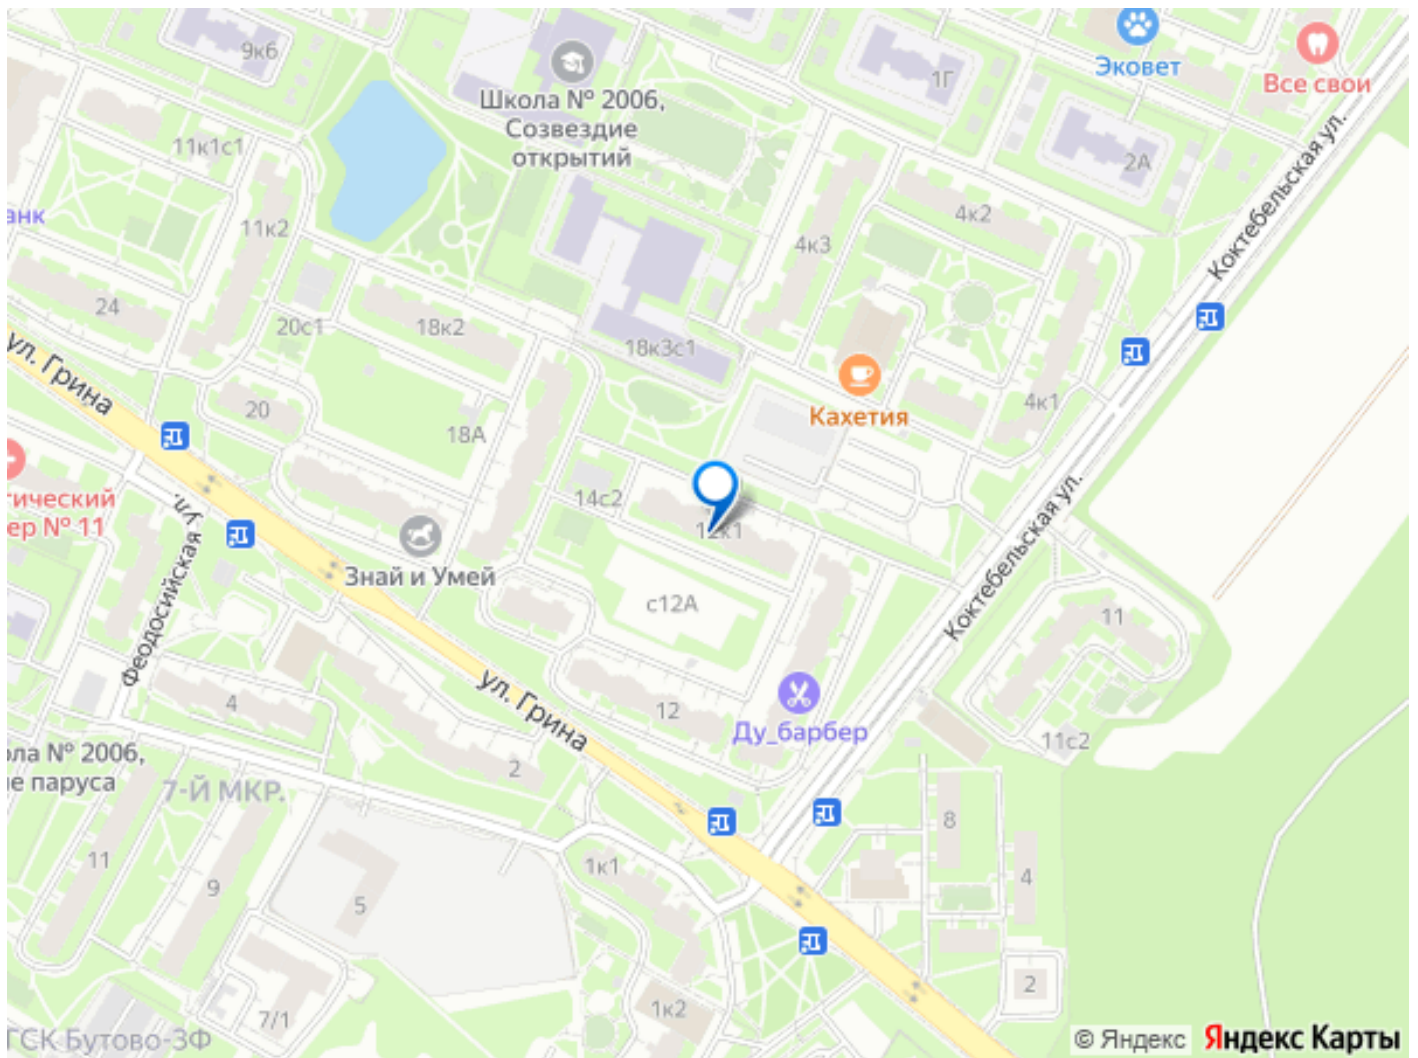 9к6
Школа № 2006,
Созвездие
открытий
1Г
Эковет
Все свои
11к1с1
2А
Коктебельская ул.
анк
11к2
4к2
4к3
24
20с1
18к2
18к3с1
ул. Грина
Кахетия
4к1
20
18А
14с2
12к1
гический
ер № 11
Феодосийская ул.
Знай и Умей
с12А
Коктебельская ул.
11
ул. Грина
4
12
Ду_барбер
11с2
ола № 2006,
е паруса
7-Й МКР.
2
8
11
9
5
1к1
4
7/1
1к2
2
ГСК Бутово-3Ф
© Яндекс Яндекс Карты